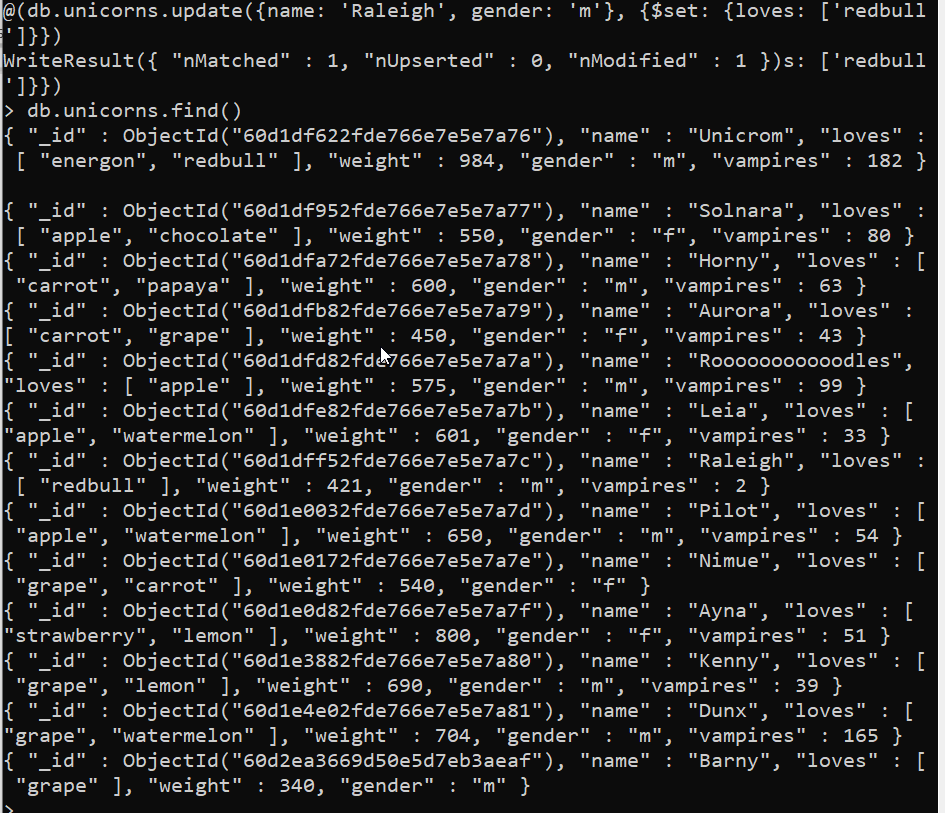 @(db.unicorns.update({name: 'Raleigh', gender: 'm'}, {$set: {loves: ['redbull
']}})
WriteResult({ "nMatched" : 1, "nUpserted" : 0, "nModified" : 1 })s: ['redbull
']}})
> db.unicorns.find()
{ "_id" : ObjectId("60d1df622fde766e7e5e7a76"), "name" : "Unicrom", "loves" :
[ "energon", "redbull" ], "weight" : 984, "gender" : "m", "vampires" : 182 }
{ "_id" : ObjectId("60d1df952fde766e7e5e7a77"), "name" : "Solnara", "loves" :
[ "apple", "chocolate" ], "weight" : 550, "gender" : "f", "vampires" : 80 }
{ "_id" : ObjectId("60d1dfa72fde766e7e5e7a78"), "name" : "Horny", "loves" : [
"carrot", "papaya" ], "weight" : 600, "gender" : "m", "vampires" : 63 }
{ "_id" : ObjectId("60d1dfb82fde766e7e5e7a79"), "name" : "Aurora", "loves" :
[ "carrot", "grape" ], "weight" : 450, "gender" : "f", "vampires" : 43 }
{ "_id" : ObjectId("60d1dfd82fde766e7e5e7a7a"), "name" : "Roooooooooodles",
"loves" : [ "apple" ], "weight" : 575, "gender" : "m", "vampires" : 99 }
{ "_id" : ObjectId("60d1dfe82fde766e7e5e7a7b"), "name" : "Leia", "loves" : [
"apple", "watermelon" ], "weight" : 601, "gender" : "f", "vampires" : 33 }
{ "_id" : ObjectId("60d1dff52fde766e7e5e7a7c"), "name" : "Raleigh", "loves" :
[ "redbull" ], "weight" : 421, "gender" : "m", "vampires" : 2 }
{ "_id" : ObjectId("60d1e0032fde766e7e5e7a7d"), "name" : "Pilot", "loves" : [
"apple", "watermelon" ], "weight" : 650, "gender" : "m", "vampires" : 54 }
{ "_id" : ObjectId("60d1e0172fde766e7e5e7a7e"), "name" : "Nimue", "loves" : [
"grape", "carrot" ], "weight" : 540, "gender" : "f" }
{ "_id" : ObjectId("60d1e0d82fde766e7e5e7a7f"), "name" : "Ayna", "loves" : [
"strawberry", "lemon" ], "weight" : 800, "gender" : "f", "vampires" : 51 }
{ "_id" : ObjectId("60d1e3882fde766e7e5e7a80"), "name" : "Kenny", "loves" : [
"grape", "lemon" ], "weight" : 690, "gender" : "m", "vampires" : 39 }
{ "_id" : ObjectId("60d1e4e02fde766e7e5e7a81"), "name" : "Dunx", "loves" : [
"grape", "watermelon" ], "weight" : 704, "gender" : "m", "vampires" : 165 }
{ "_id" : ObjectId("60d2ea3669d50e5d7eb3aeaf"), "name" : "Barny", "loves" : [
"grape" ], "weight" : 340, "gender" : "m" }
>